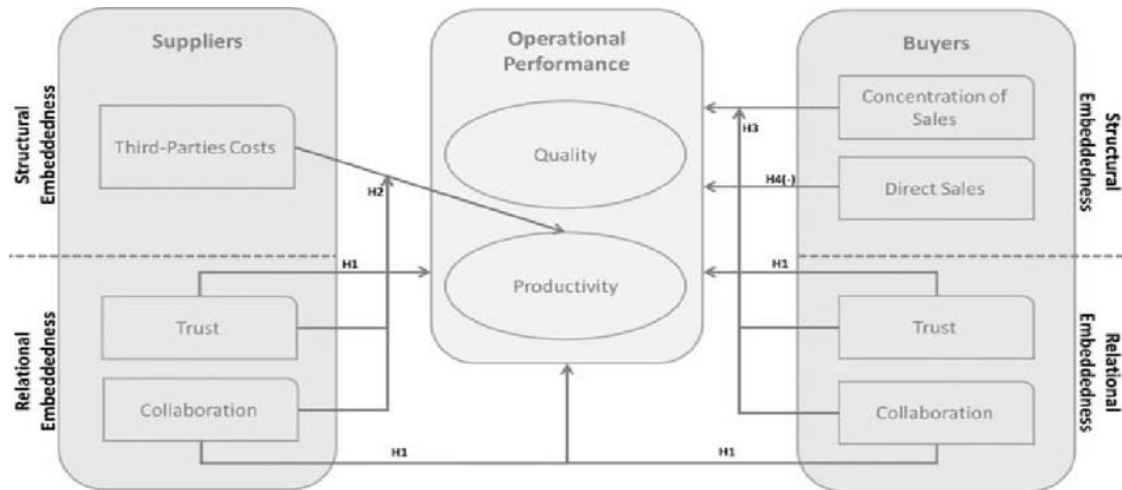 Suppliers
Structural
Embeddedness
Third-Parties Costs
H2
H1
Relational
Embeddedness
Trust
Collaboration
H1
Operational
Performance
Quality
Productivity
Buyers
Structural
Embeddedness
Concentration of
Sales
H3
H4(-)
Direct Sales
H1
Relational
Embeddedness
Trust
Collaboration
H1